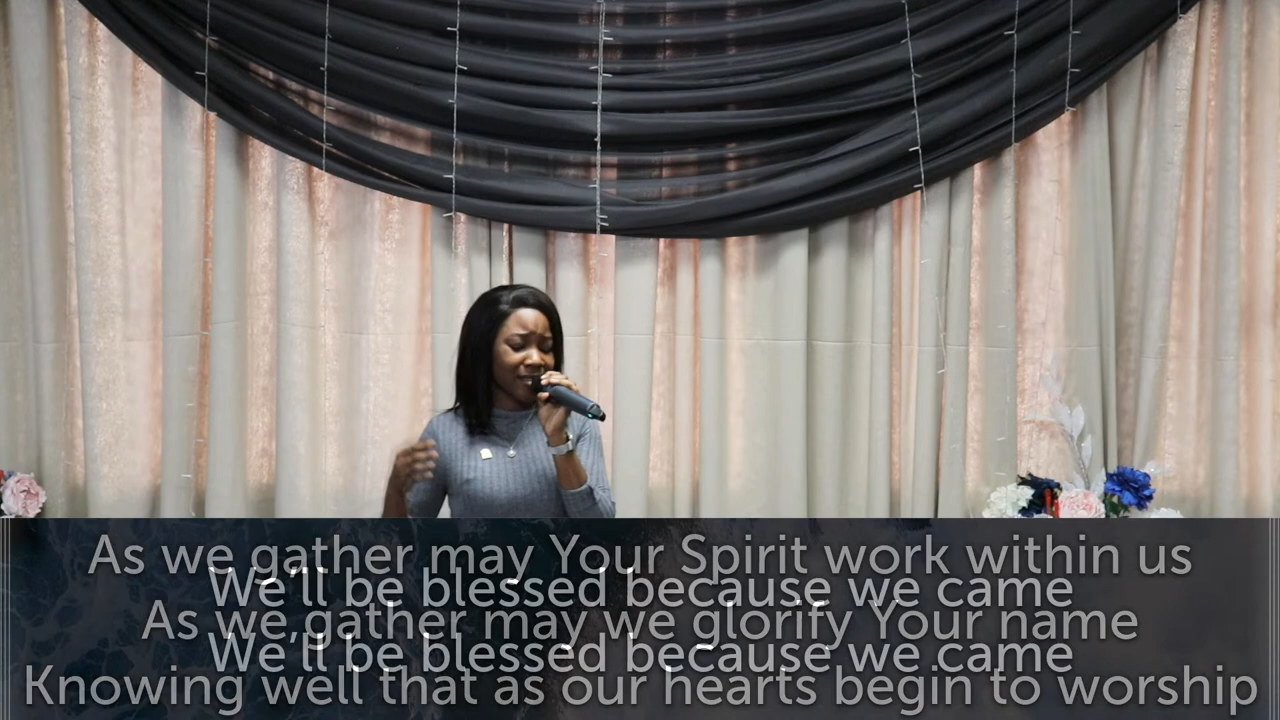 As we gather may Your Spirit work within us
We'll be blessed because we came
As we gather may we glorify Your name
We'll be blessed because we came
Knowing well that as our hearts begin to worship